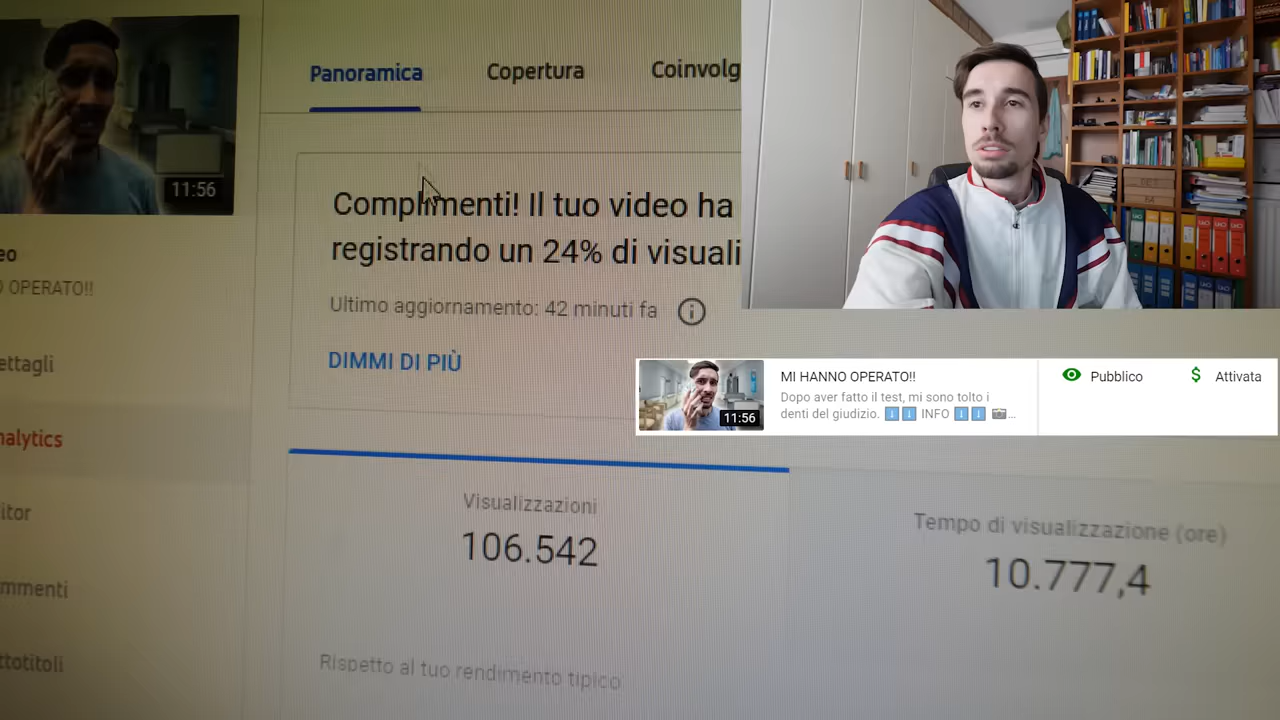 Panoramica
Copertura
Coinvolg
11:56
Complimenti! Il tuo video ha
registrando un 24% di visuali
eo
O OPERATO!!
Ultimo aggiornamento: 42 minuti fa
ettagli
DIMMI DI PIÙ
11:56
MI HANNO OPERATO!!
Dopo aver fatto il test, mi sono tolto i
denti del giudizio. ⬇️⬇️ INFO ⬇️⬇️ 📷...
Pubblico
$ Attivata
nalytics
itor
mmenti
ttotitoli
Visualizzazioni
106.542
Tempo di visualizzazione (ore)
10.777,4
Rispetto al tuo rendimento tipico